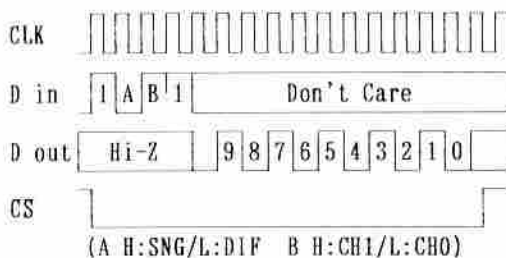 CLK
D in 1 A B 1 Don't Care
D out Hi-Z 9 8 7 6 5 4 3 2 1 0
CS
(A H:SNG/L:DIF B H:CH1/L:CH0)